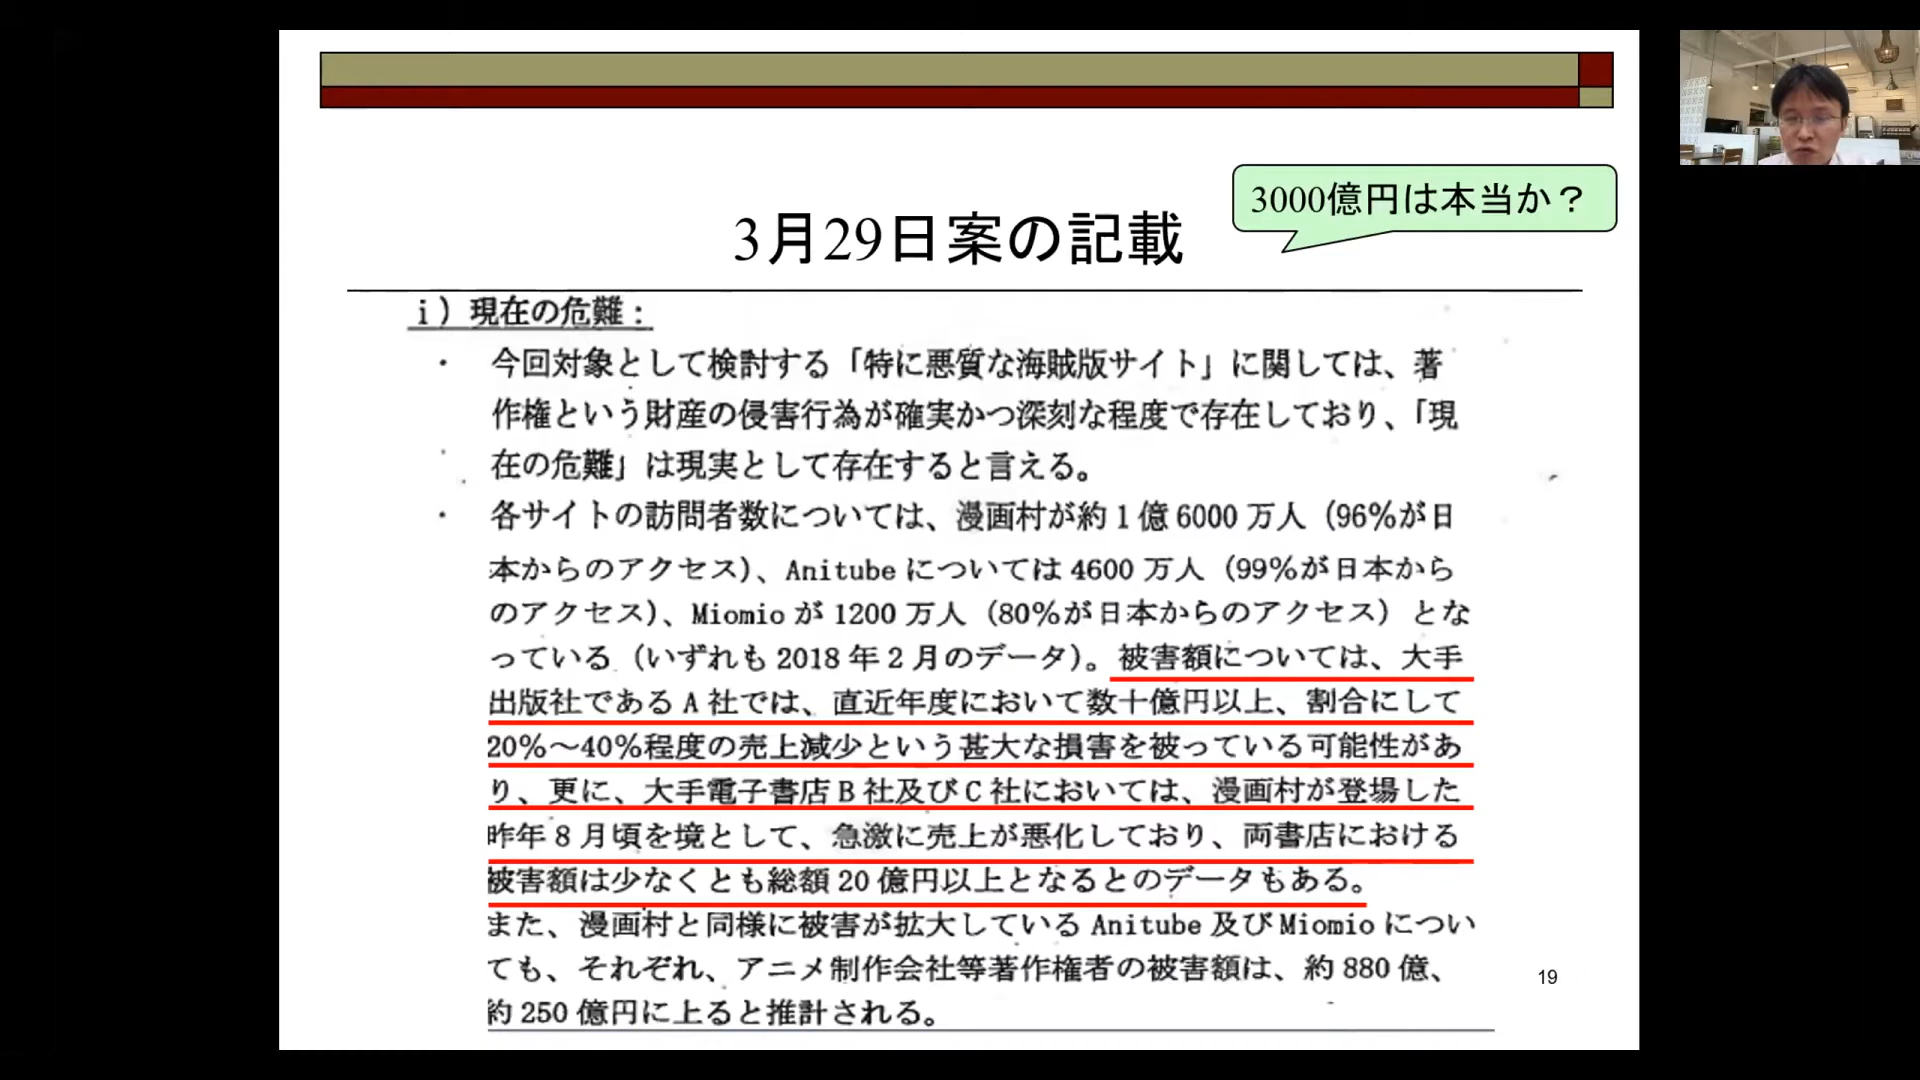 3000億円は本当か?
3月29日案の記載
ⅰ)現在の危難:
・ 今回対象として検討する「特に悪質な海賊版サイト」に関しては、著
作権という財産の侵害行為が確実かつ深刻な程度で存在しており、「現
在の危難」は現実として存在すると言える。
・ 各サイトの訪問者数については、漫画村が約1億6000万人(96%が日
本からのアクセス)、Anitubeについては4600万人(99%が日本から
のアクセス)、Miomioが1200万人(80%が日本からのアクセス)とな
っている(いずれも2018年2月のデータ)。被害額については、大手
出版社であるA社では、直近年度において数十億円以上、割合にして
20%~40%程度の売上減少という甚大な損害を被っている可能性があ
り、更に、大手電子書店B社及びC社においては、漫画村が登場した
昨年8月頃を境として、急激に売上が悪化しており、両書店における
被害額は少なくとも総額20億円以上となるとのデータもある。
また、漫画村と同様に被害が拡大しているAnitube及びMiomioについ
ても、それぞれ、アニメ制作会社等著作権者の被害額は、約880億、
約250億円に上ると推計される。
19